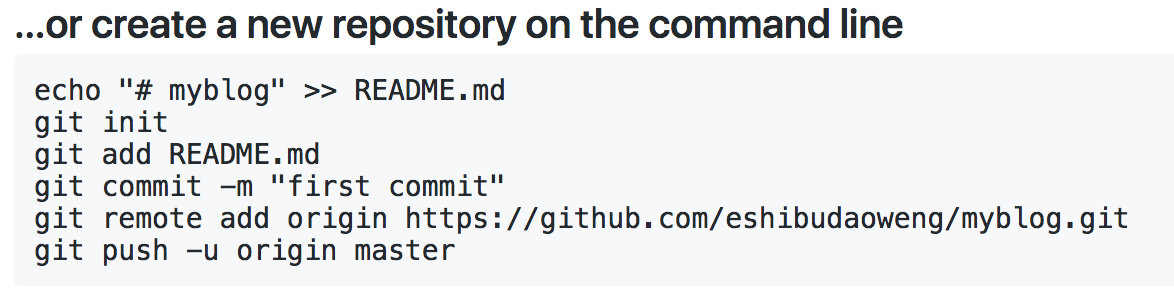 ...or create a new repository on the command line
echo "# myblog" >> README.md
git init
git add README.md
git commit -m "first commit"
git remote add origin https://github.com/eshibudaoweng/myblog.git
git push -u origin master